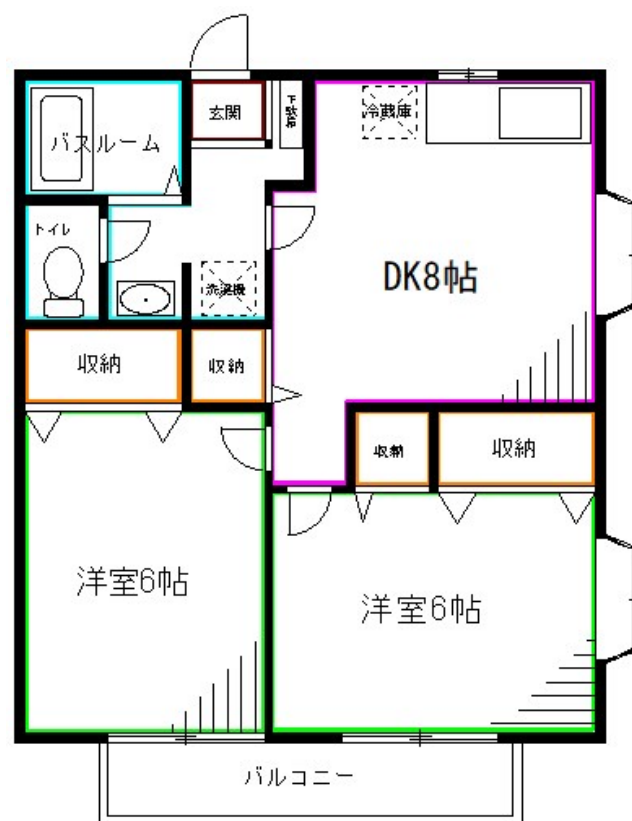 玄関
下駄箱
冷蔵庫
バスルーム
トイレ
DK8帖
洗濯機
収納
収納
収納
収納
洋室6帖
洋室6帖
バルコニー